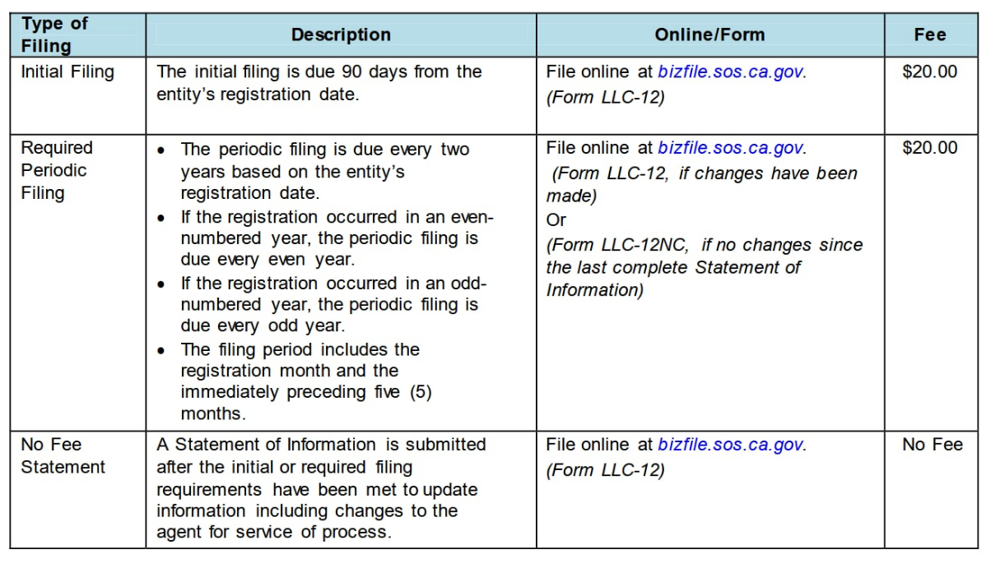 Type of
Filing
Description
Online/Form
Fee
Initial Filing
The initial filing is due 90 days from the
entity's registration date.
File online at bizfile.sos.ca.gov.
(Form LLC-12)
$20.00
Required
Periodic
Filing
• The periodic filing is due every two
years based on the entity's
registration date.
• If the registration occurred in an even-
numbered year, the periodic filing is
due every even year.
• If the registration occurred in an odd-
numbered year, the periodic filing is
due every odd year.
• The filing period includes the
registration month and the
immediately preceding five (5)
months.
File online at bizfile.sos.ca.gov.
(Form LLC-12, if changes have been
made)
Or
(Form LLC-12NC, if no changes since
the last complete Statement of
Information)
$20.00
No Fee
Statement
A Statement of Information is submitted
after the initial or required filing
requirements have been met to update
information including changes to the
agent for service of process.
File online at bizfile.sos.ca.gov.
(Form LLC-12)
No Fee